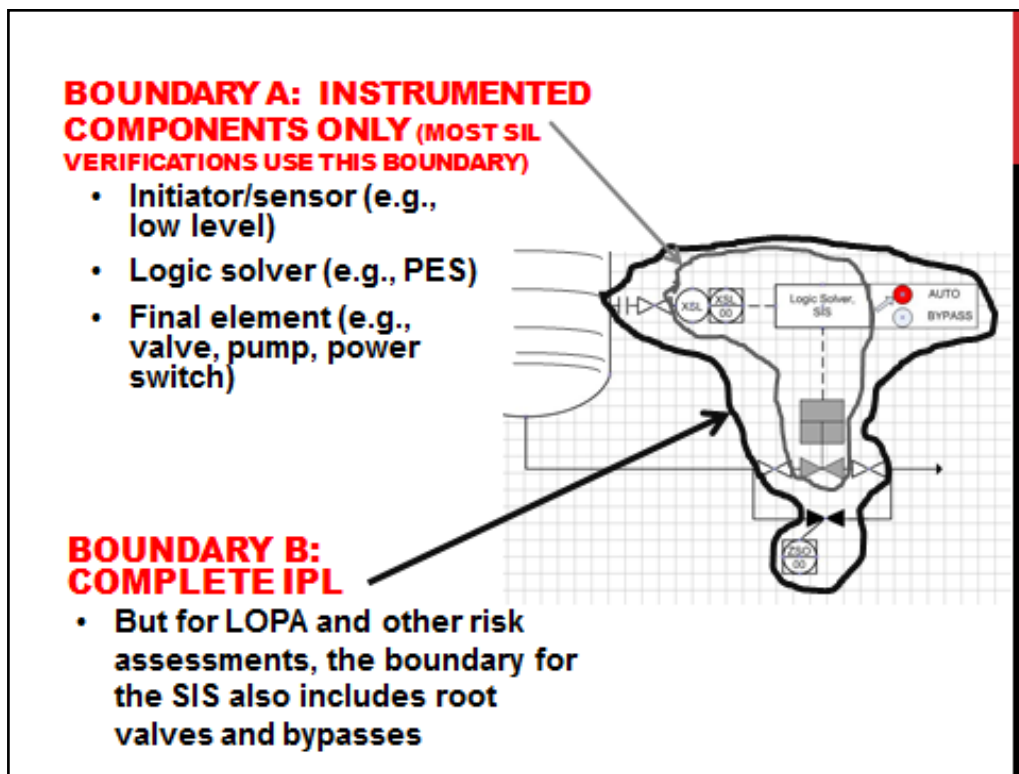 BOUNDARY A: INSTRUMENTED
COMPONENTS ONLY (MOST SIL
VERIFICATIONS USE THIS BOUNDARY)
• Initiator/sensor (e.g.,
low level)
• Logic solver (e.g., PES)
• Final element (e.g.,
valve, pump, power
switch)
XSL
XSL
00
Logic Solver,
SIS
AUTO
BYPASS
ZSO
00
BOUNDARY B:
COMPLETE IPL
• But for LOPA and other risk
assessments, the boundary for
the SIS also includes root
valves and bypasses